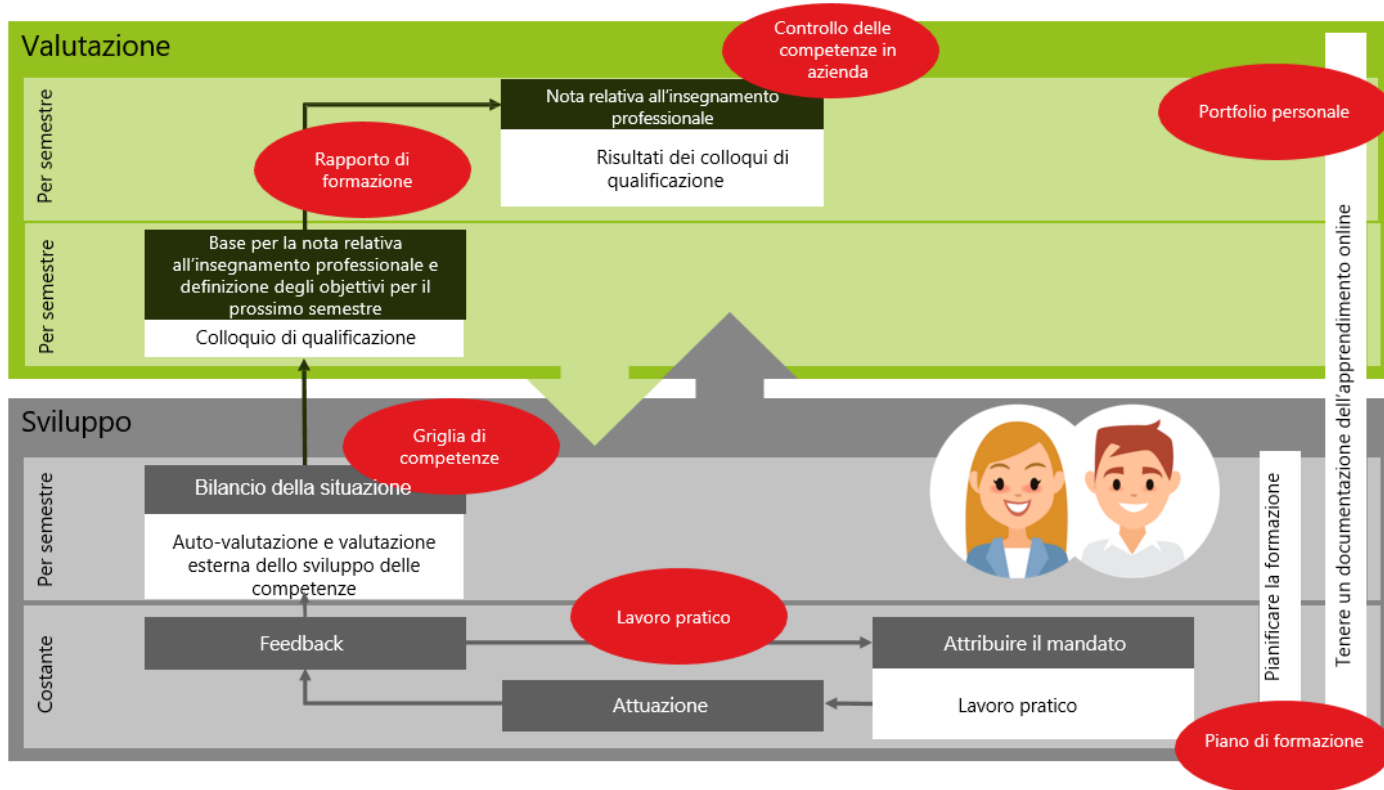 Valutazione
Controllo delle
competenze in
azienda
Per semestre
Nota relativa all'insegnamento
professionale
Risultati dei colloqui di
qualificazione
Rapporto di
formazione
Portfolio personale
Per semestre
Base per la nota relativa
all'insegnamento professionale e
definizione degli objettivi per il
prossimo semestre
Colloquio di qualificazione
Tenere un documentazione dell'apprendimento online
Sviluppo
Griglia di
competenze
Per semestre
Bilancio della situazione
Auto-valutazione e valutazione
esterna dello sviluppo delle
competenze
Pianificare la formazione
Costante
Feedback
Lavoro pratico
Attribuire il mandato
Attuazione
Lavoro pratico
Piano di formazione